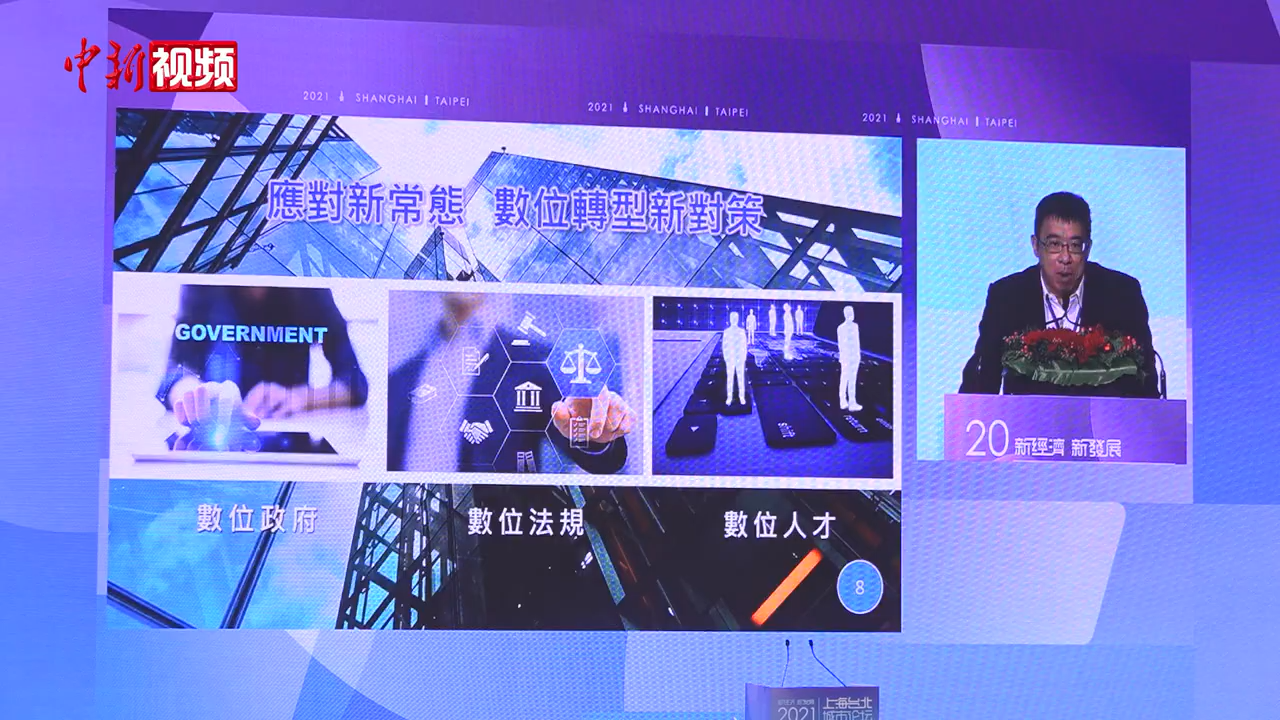 中新视频
2021 SHANGHAI TAIPEI
2021 SHANGHAI TAIPEI
2021 SHANGHAI TAIPEI
應對新常態 數位轉型新對策
GOVERNMENT
Shift
數位政府
數位法規
數位人才
8
20 新經濟 新發展
2021 上海台北
城市论坛